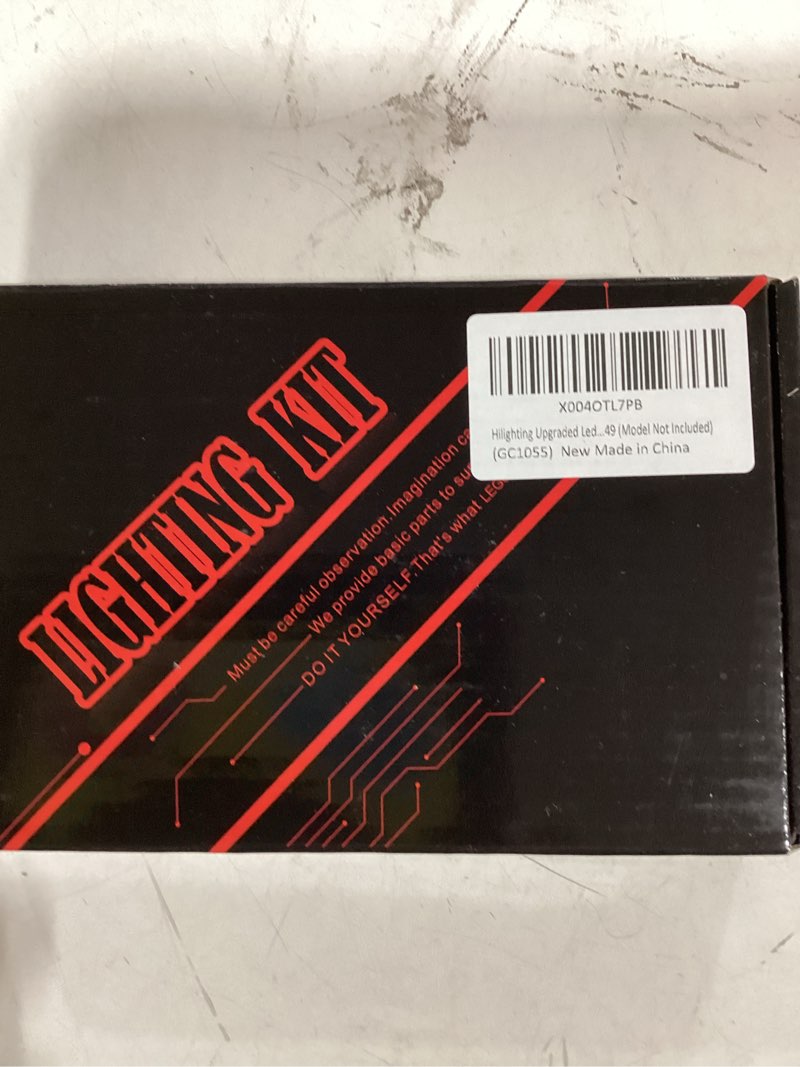 LIGHTING KIT
Must be careful observation.Imagination
We provide basic parts to
DO IT YOURSELF.That's what
X004OTL7PB
Hilighting Upgraded Led...49 (Model Not Included)
(GC1055) New Made in China